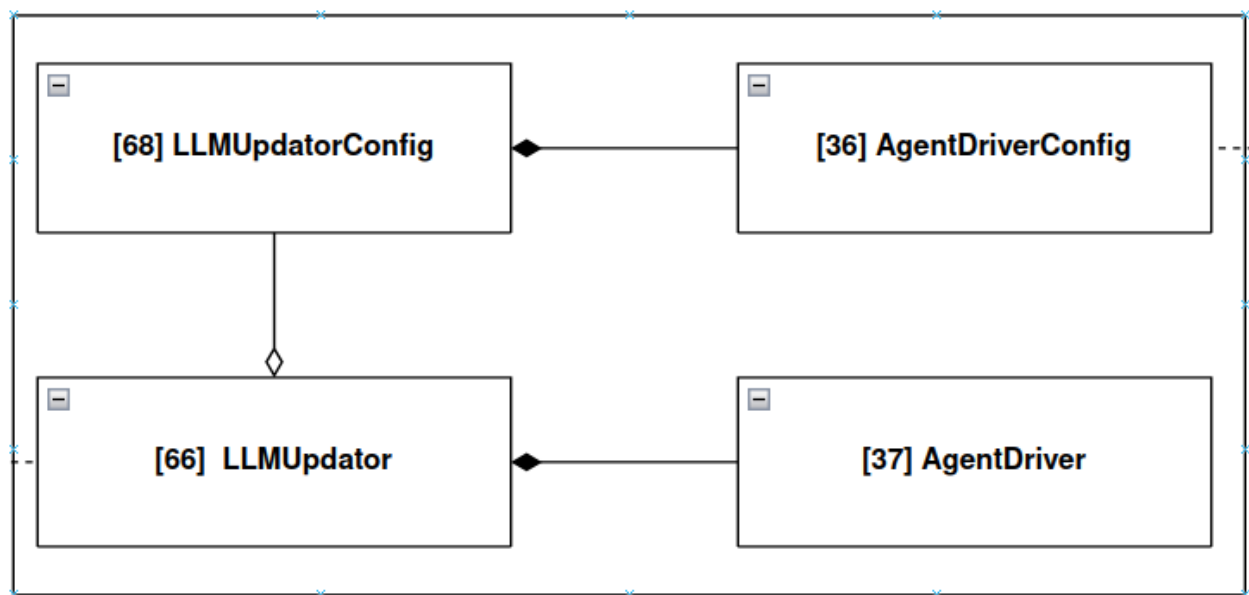 [68] LLMUpdatorConfig
[36] AgentDriverConfig
[66] LLMUpdator
[37] AgentDriver